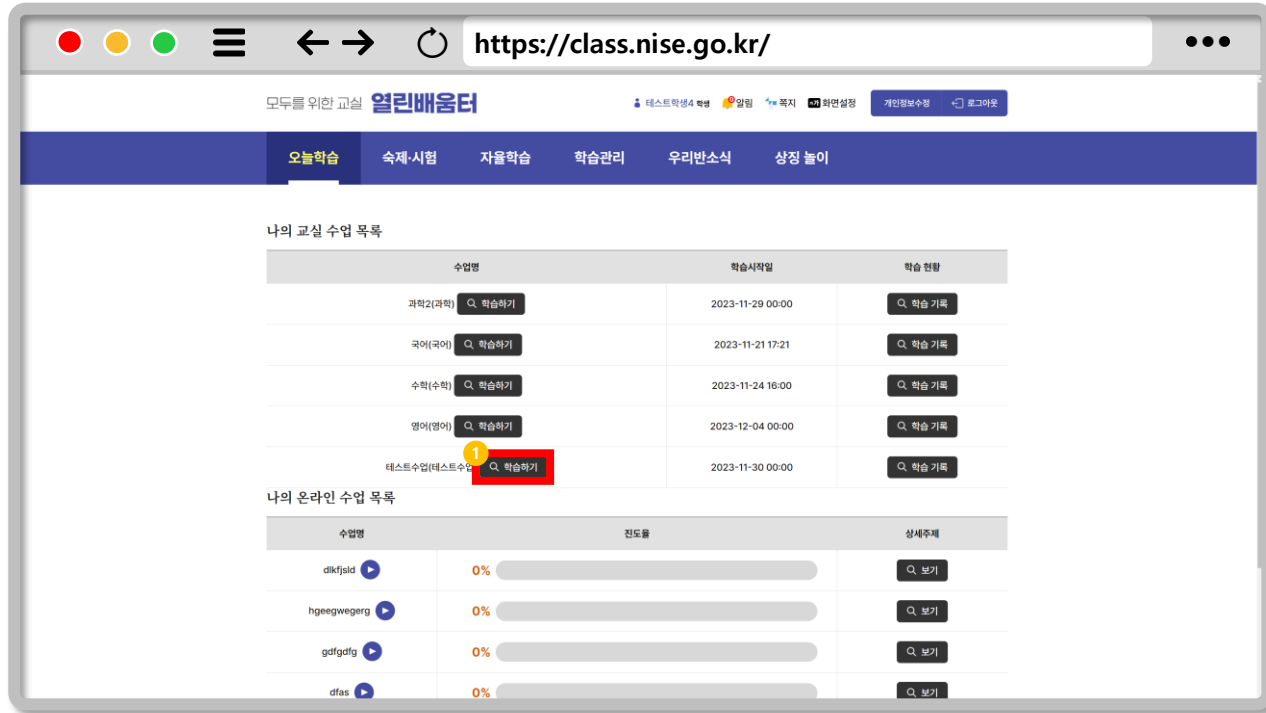 https://class.nise.go.kr/
모두를 위한 교실 열린배움터
테스트학생4 학생 알림 쪽지 화면설정 개인정보수정 로그아웃
오늘학습 숙제·시험 자율학습 학습관리 우리반소식 상징 놀이
나의 교실 수업 목록
수업명 학습시작일 학습 현황
과학2(과학) 학습하기 2023-11-29 00:00 학습 기록
국어(국어) 학습하기 2023-11-21 17:21 학습 기록
수학(수학) 학습하기 2023-11-24 16:00 학습 기록
영어(영어) 학습하기 2023-12-04 00:00 학습 기록
1
테스트수업(테스트수업 학습하기 2023-11-30 00:00 학습 기록
나의 온라인 수업 목록
수업명 진도율 상세주제
dlkfjsld 0% 보기
hgeegwegerg 0% 보기
gdfgdfg 0% 보기
dfas 0% 보기